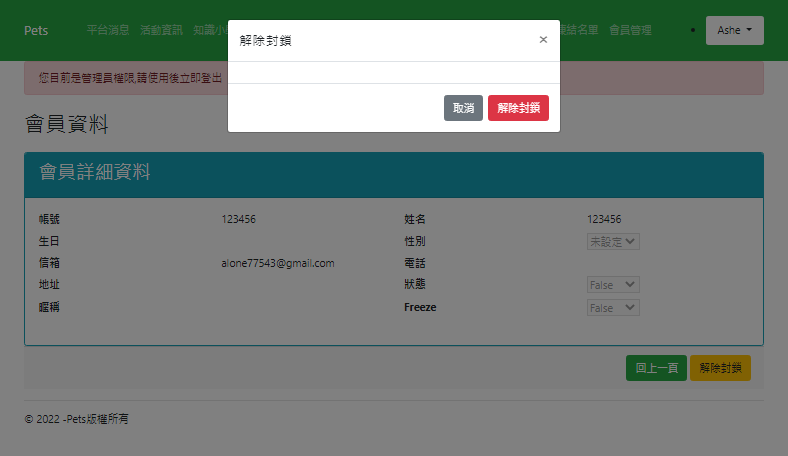 Pets 平台消息 活動資訊 知識小 連結名單 會員管理 • Ashe
解除封鎖 ×
取消 解除封鎖
您目前是管理員權限,請使用後立即登出
會員資料
會員詳細資料
帳號 123456 姓名 123456
生日 性別 未設定
信箱 alone77543@gmail.com 電話
地址 狀態 False
暱稱 Freeze False
回上一頁 解除封鎖
© 2022 -Pets版權所有